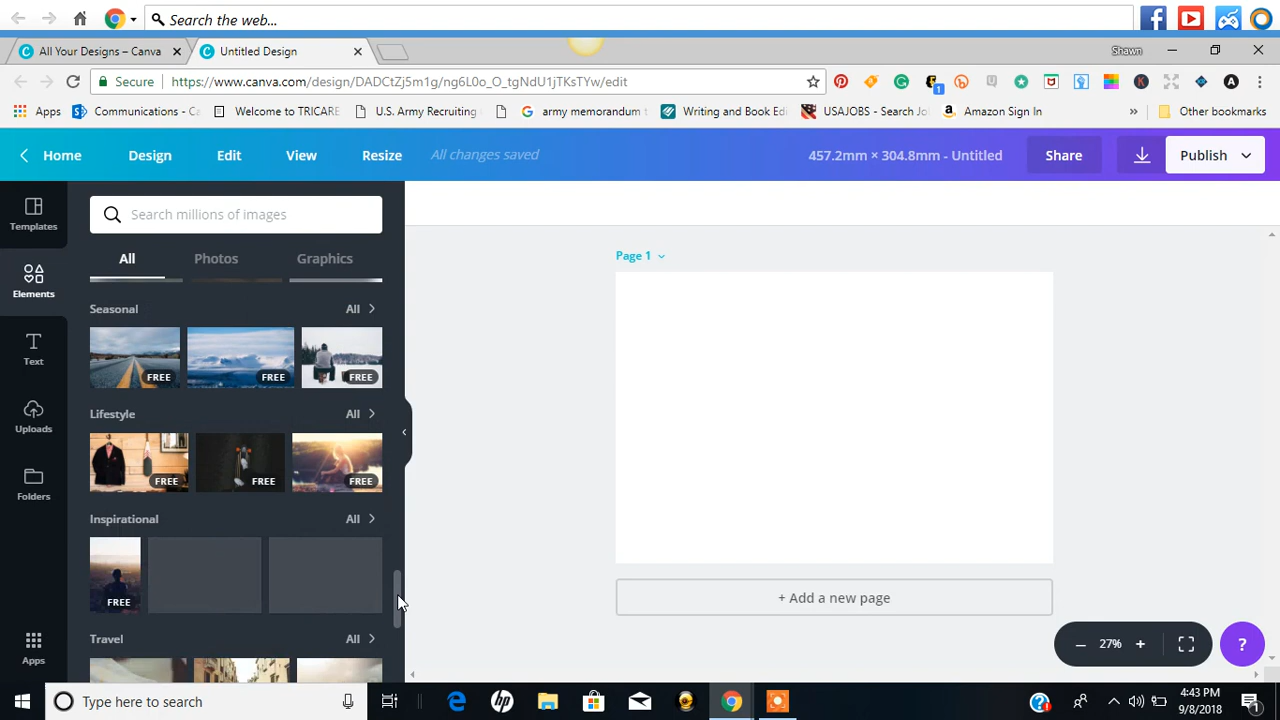 Search the web...
All Your Designs – Canva
Untitled Design
Shawn
Secure
https://www.canva.com/design/DADCtZj5m1g/ng6L0o_O_tgNdU1jTKsTYw/edit
Apps
Communications -
Welcome to TRICARE
U.S. Army Recruiting
army memorandum t
Writing and Book Edi
USAJOBS - Search Jo
Amazon Sign In
»
Other bookmarks
Home
Design
Edit
View
Resize
All changes saved
457.2mm × 304.8mm - Untitled
Share
Publish
Templates
Elements
Text
Uploads
Folders
Apps
Search millions of images
All
Photos
Graphics
Seasonal
All
FREE
FREE
FREE
Lifestyle
All
FREE
FREE
FREE
Inspirational
All
FREE
Travel
All
Page 1
+ Add a new page
– 27% +
?
Type here to search
4:43 PM
9/8/2018